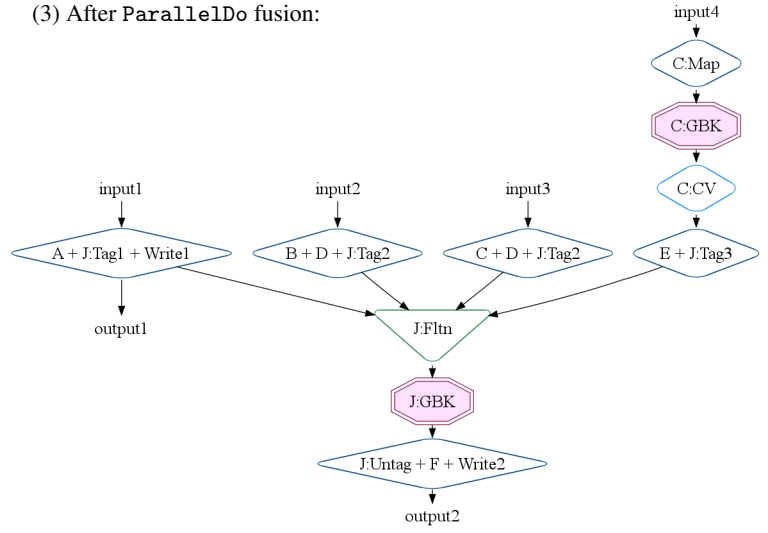 (3) After ParallelDo fusion:
input4
C:Map
C:GBK
C:CV
input1
input2
input3
A + J:Tag1 + Write1
B + D + J:Tag2
C + D + J:Tag2
E + J:Tag3
output1
J:Fltn
J:GBK
J:Untag + F + Write2
output2